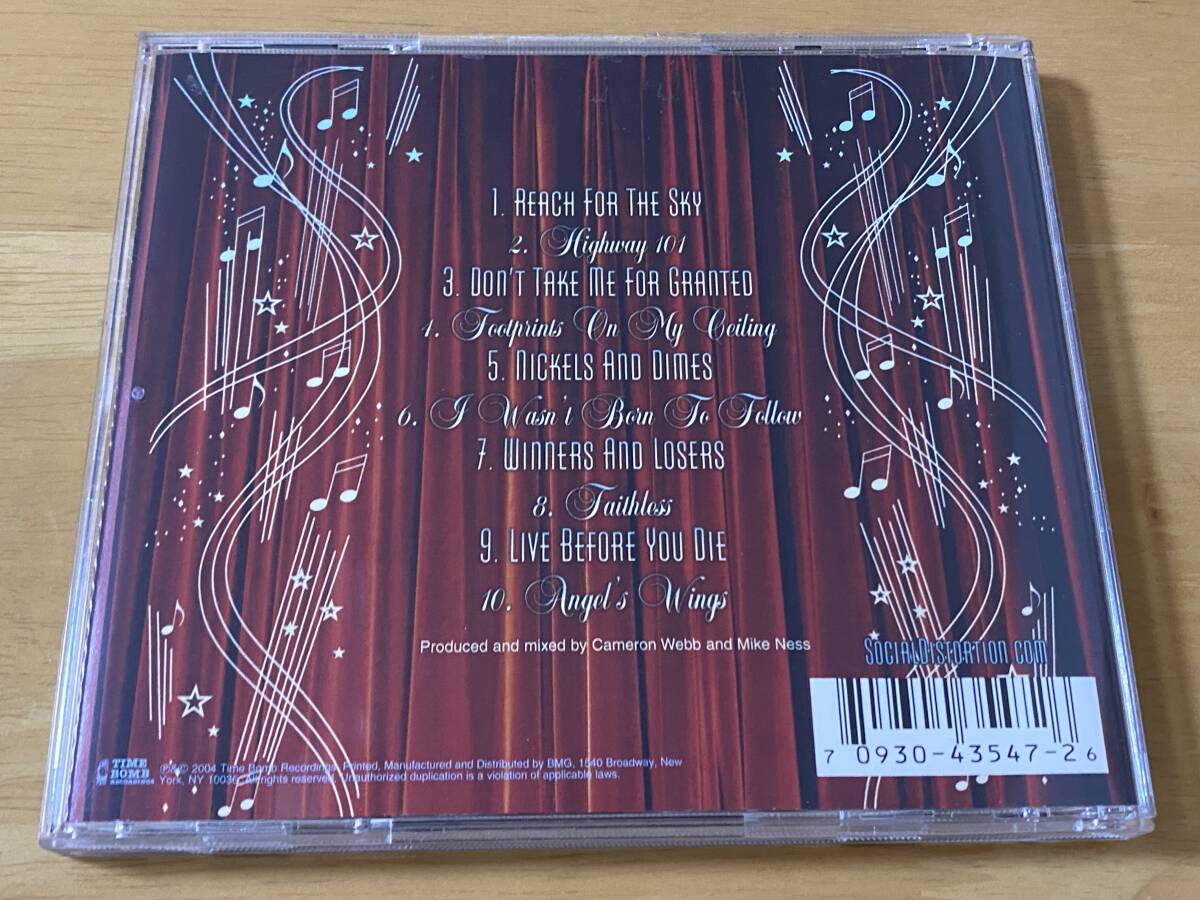 1. Reach For The Sky
2. Highway 101
3. Don't Take Me For Granted
4. Footprints On My Ceiling
5. Nickels And Dimes
6. I Wasn't Born To Follow
7. Winners And Losers
8. Faithless
9. Live Before You Die
10. Angel's Wings
Produced and mixed by Cameron Webb and Mike Ness
SocialDistortion.com
7 0930-43547-2 6
TIME
BOMB
RECORDINGS
℗&© 2004 Time Bomb Recordings. Printed, Manufactured and Distributed by BMG, 1540 Broadway, New
York, NY 10036. All rights reserved. Unauthorized duplication is a violation of applicable laws.